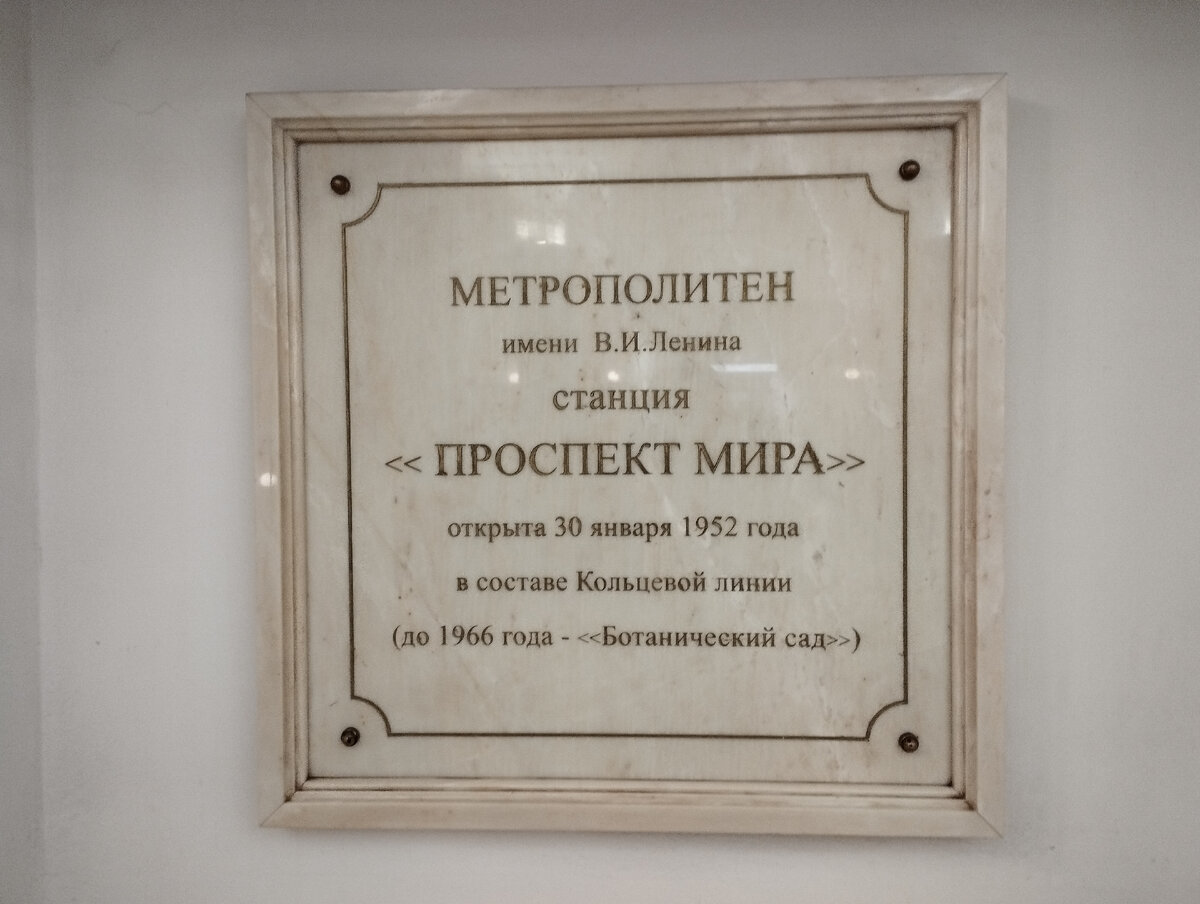 МЕТРОПОЛИТЕН
имени В.И.Ленина
станция
<< ПРОСПЕКТ МИРА>>
открыта 30 января 1952 года
в составе Кольцевой линии
(до 1966 года - <<Ботанический сад>>)